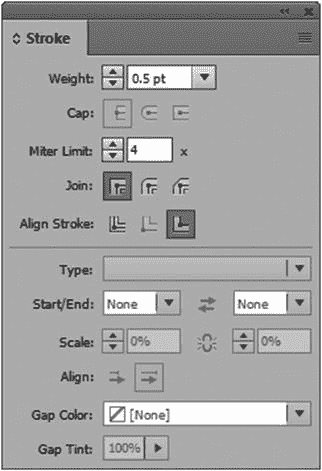 Stroke
Weight: 0.5 pt
Cap:
Miter Limit: 4 x
Join:
Align Stroke:
Type:
Start/End: None None
Scale: 0% 0%
Align:
Gap Color: [None]
Gap Tint: 100%